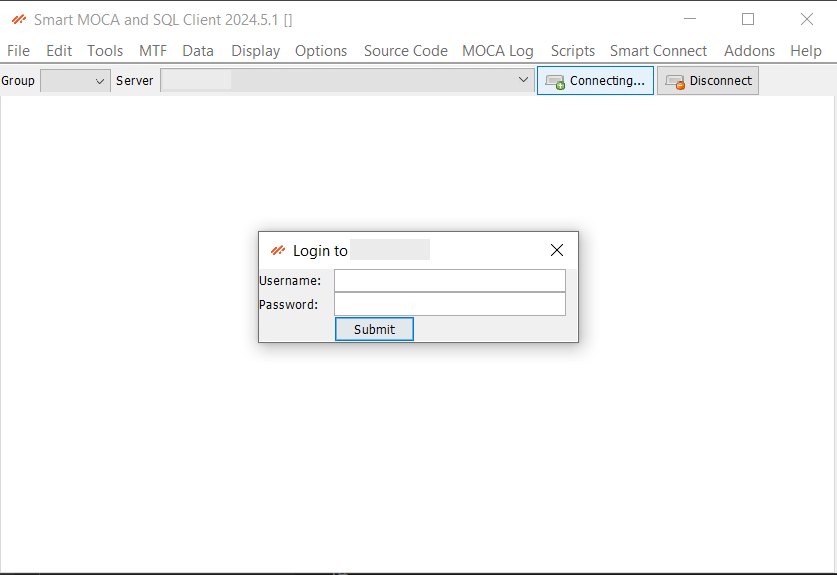 Smart MOCA and SQL Client 2024.5.1 []
File Edit Tools MTF Data Display Options Source Code MOCA Log Scripts Smart Connect Addons Help
Group Server Connecting... Disconnect
Login to
Username:
Password:
Submit